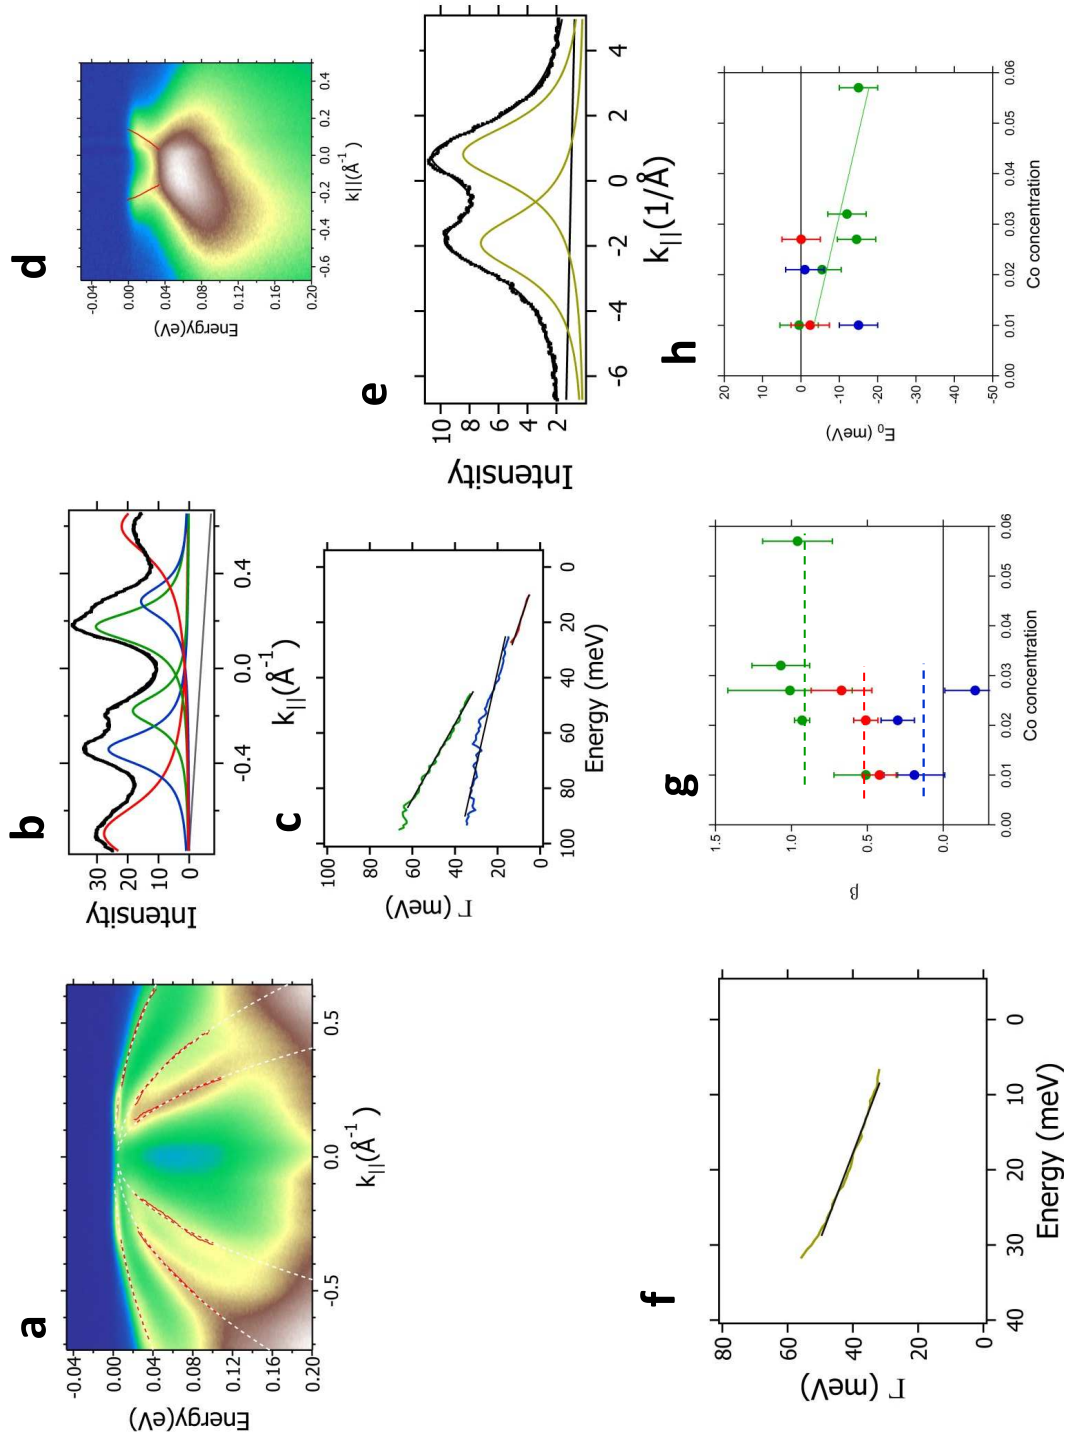 a
Energy(eV)
-0.04
0.00
0.04
0.08
0.12
0.16
0.20
-0.5 0.0 0.5
k||(Å⁻¹)
b
Intensity
30
20
10
0
-0.4 0.0 0.4
k||(Å⁻¹)
c
Γ (meV)
100
80
60
40
20
0
100 80 60 40 20 0
Energy (meV)
d
Energy(eV)
-0.04
0.00
0.04
0.08
0.12
0.16
0.20
-0.6 -0.4 -0.2 0.0 0.2 0.4
k||(Å⁻¹)
e
Intensity
10
8
6
4
2
-6 -4 -2 0 2 4
k||(1/Å)
f
Γ (meV)
80
60
40
20
0
40 30 20 10 0
Energy (meV)
g
β
1.5
1.0
0.5
0.0
0.00 0.01 0.02 0.03 0.04 0.05 0.06
Co concentration
h
E₀ (meV)
20
10
0
-10
-20
-30
-40
-50
0.00 0.01 0.02 0.03 0.04 0.05 0.06
Co concentration